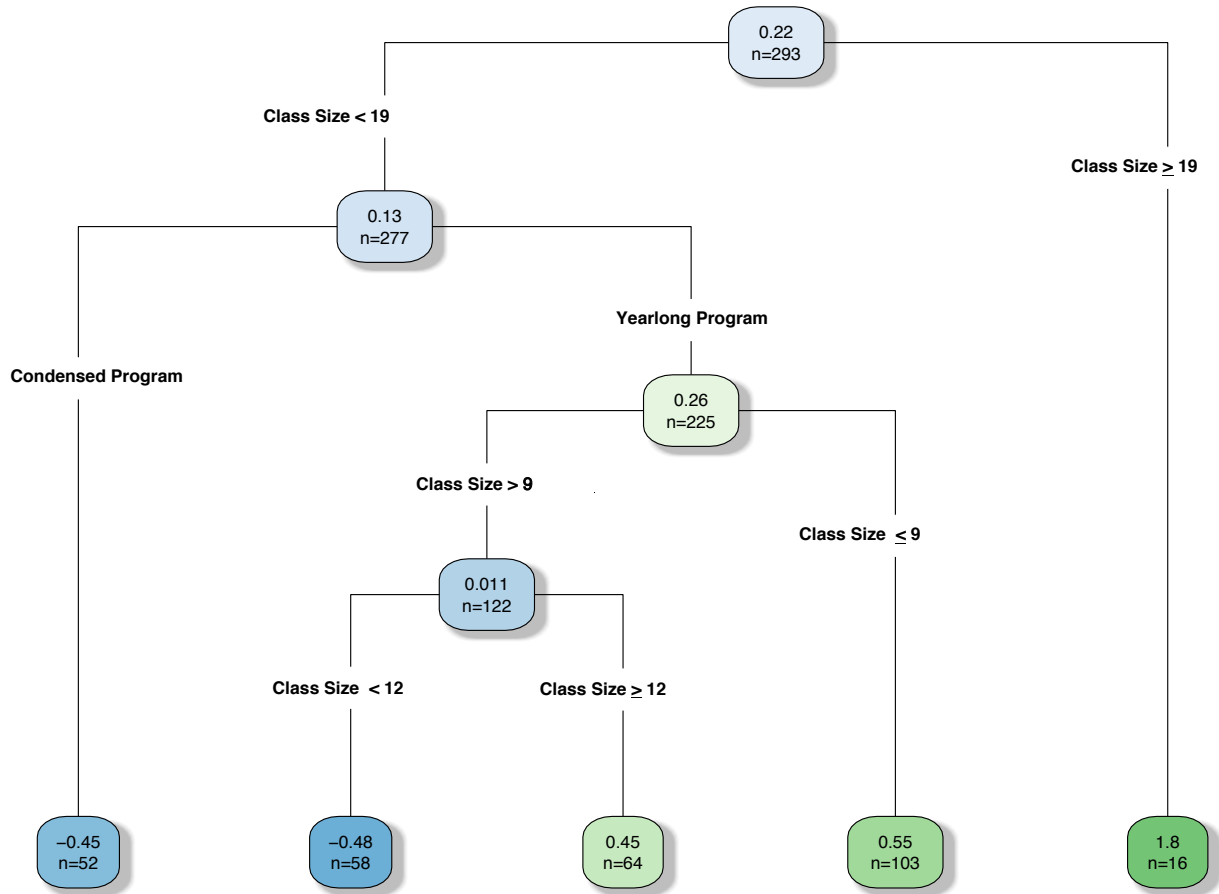 0.22
n=293
Class Size < 19
Class Size ≥ 19
0.13
n=277
Yearlong Program
Condensed Program
0.26
n=225
Class Size > 9
Class Size ≤ 9
0.011
n=122
Class Size < 12
Class Size ≥ 12
−0.45
n=52
−0.48
n=58
0.45
n=64
0.55
n=103
1.8
n=16